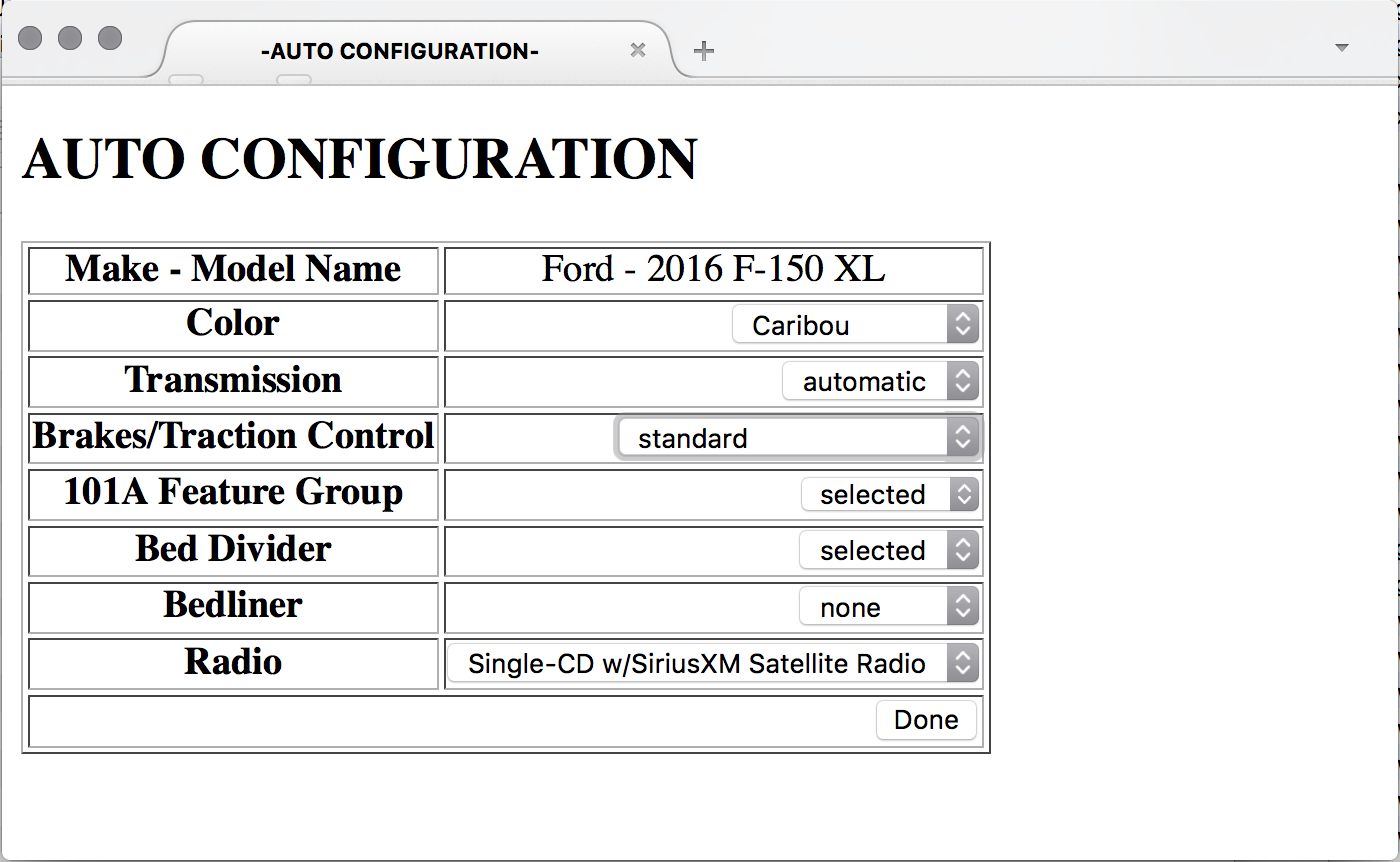 -AUTO CONFIGURATION-
AUTO CONFIGURATION
Make - Model Name Ford - 2016 F-150 XL
Color Caribou
Transmission automatic
Brakes/Traction Control standard
101A Feature Group selected
Bed Divider selected
Bedliner none
Radio Single-CD w/SiriusXM Satellite Radio
Done